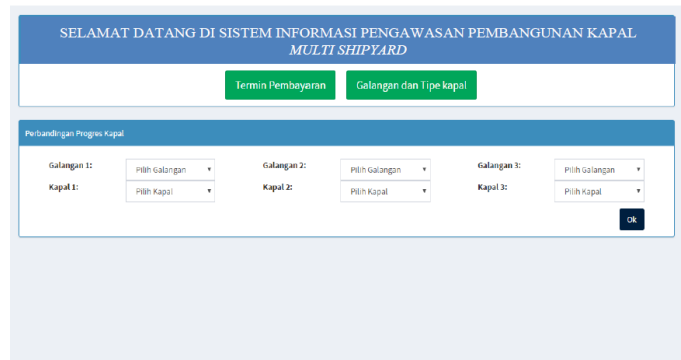 SELAMAT DATANG DI SISTEM INFORMASI PENGAWASAN PEMBANGUNAN KAPAL
MULTI SHIPYARD
Termin Pembayaran Galangan dan Tipe kapal
Perbandingan Progres Kapal
Galangan 1: Pilih Galangan Galangan 2: Pilih Galangan Galangan 3: Pilih Galangan
Kapal 1: Pilih Kapal Kapal 2: Pilih Kapal Kapal 3: Pilih Kapal
Ok